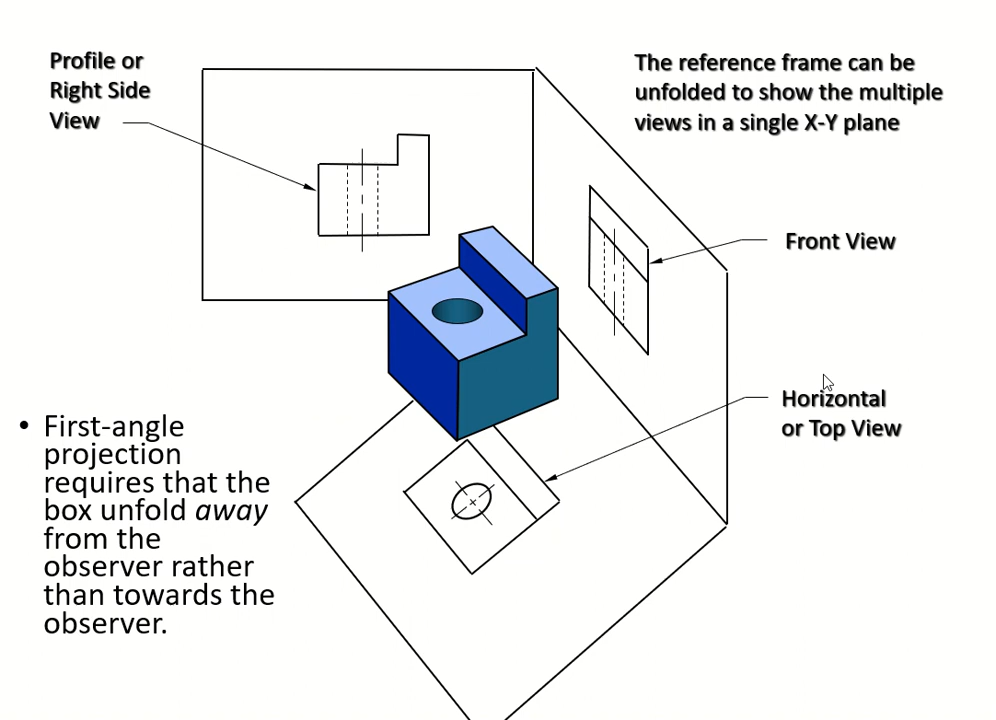 Profile or
Right Side
View
The reference frame can be
unfolded to show the multiple
views in a single X-Y plane
Front View
Horizontal
or Top View
• First-angle
projection
requires that the
box unfold away
from the
observer rather
than towards the
observer.